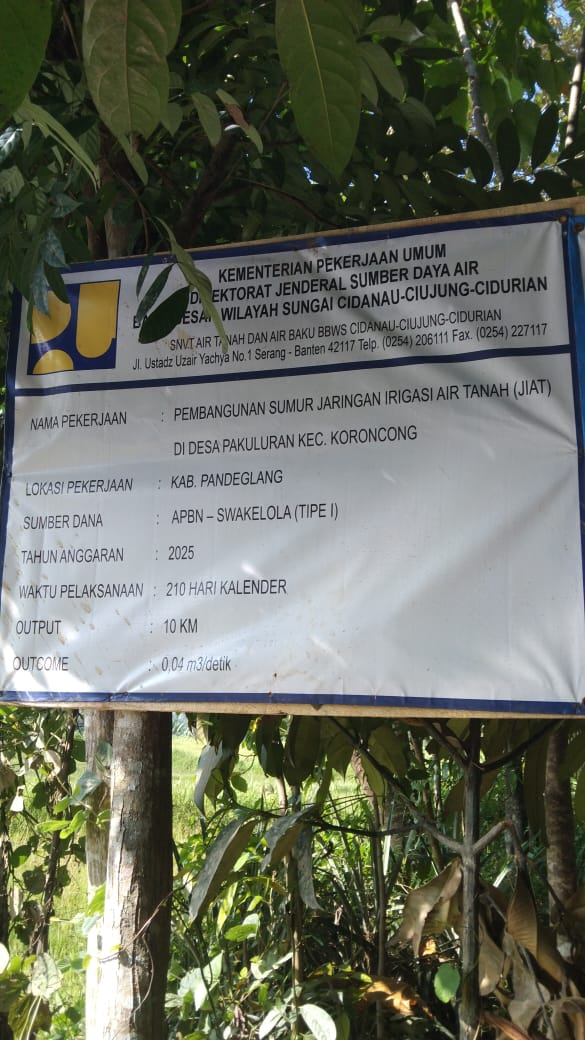 KEMENTERIAN PEKERJAAN UMUM
JENDERAL SUMBER DAYA AIR
WILAYAH SUNGAI CIDANAU-CIUJUNG-CIDURIAN
SNVT AIR TANAH DAN AIR BAKU BBWS CIDANAU-CIUJUNG-CIDURIAN
Jl. Ustadz Uzair Yachya No.1 Serang - Banten 42117 Telp. (0254) 206111 Fax. (0254) 227117
NAMA PEKERJAAN : PEMBANGUNAN SUMUR JARINGAN IRIGASI AIR TANAH (JIAT)
DI DESA PAKULURAN KEC. KORONCONG
LOKASI PEKERJAAN : KAB. PANDEGLANG
SUMBER DANA : APBN – SWAKELOLA (TIPE I)
TAHUN ANGGARAN : 2025
WAKTU PELAKSANAAN : 210 HARI KALENDER
OUTPUT : 10 KM
OUTCOME : 0,04 m3/detik